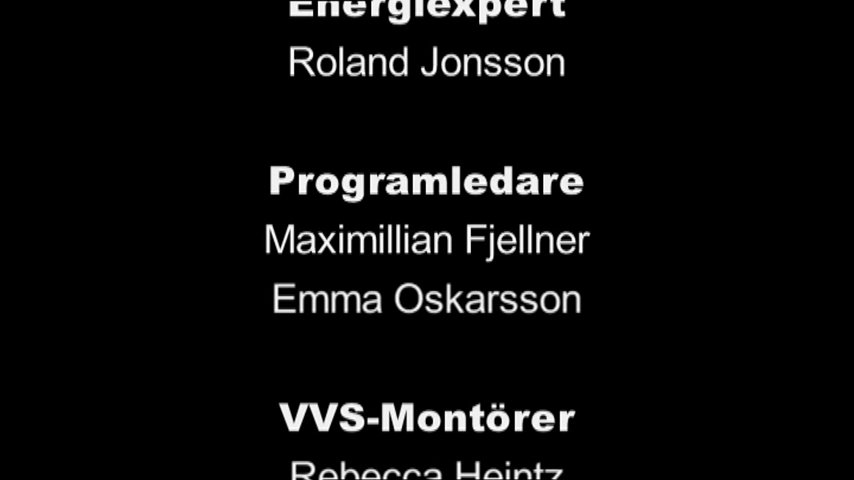 Energiexpert
Roland Jonsson
Programledare
Maximillian Fjellner
Emma Oskarsson
VVS-Montörer
Rebecca Heintz